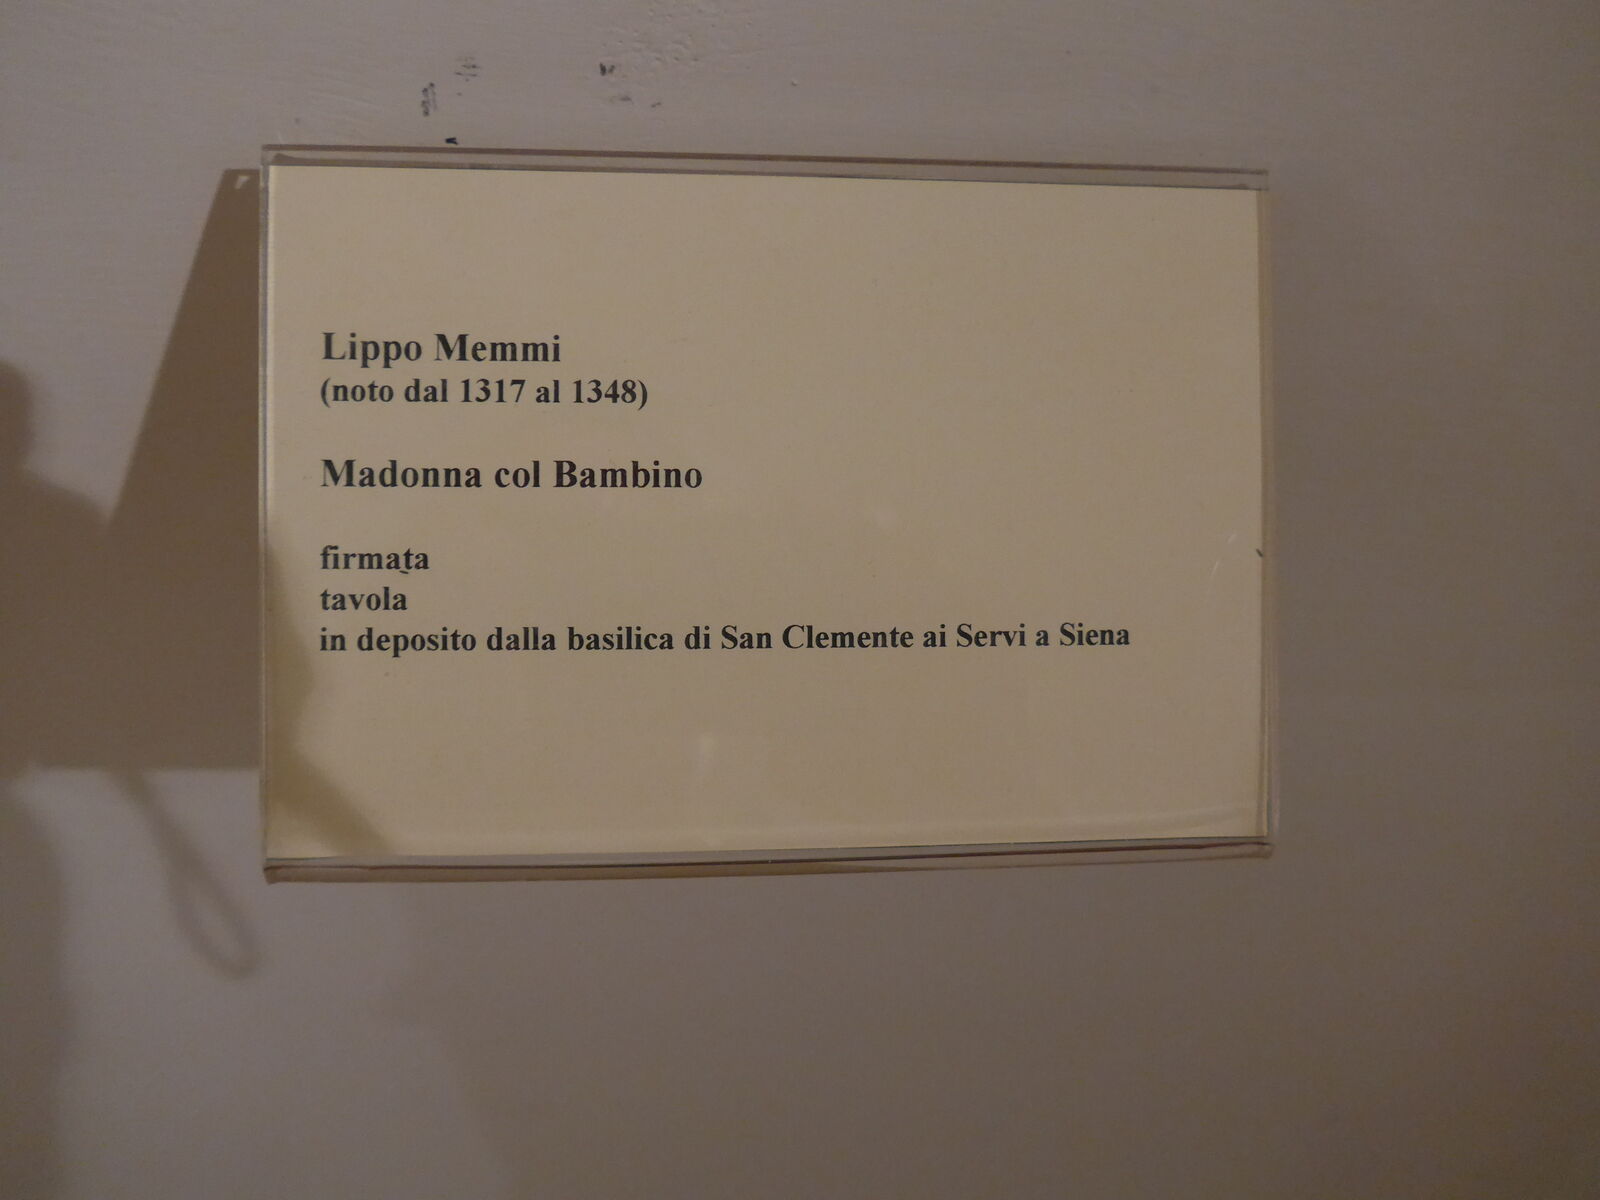 Lippo Memmi
(noto dal 1317 al 1348)
Madonna col Bambino
firmata
tavola
in deposito dalla basilica di San Clemente ai Servi a Siena